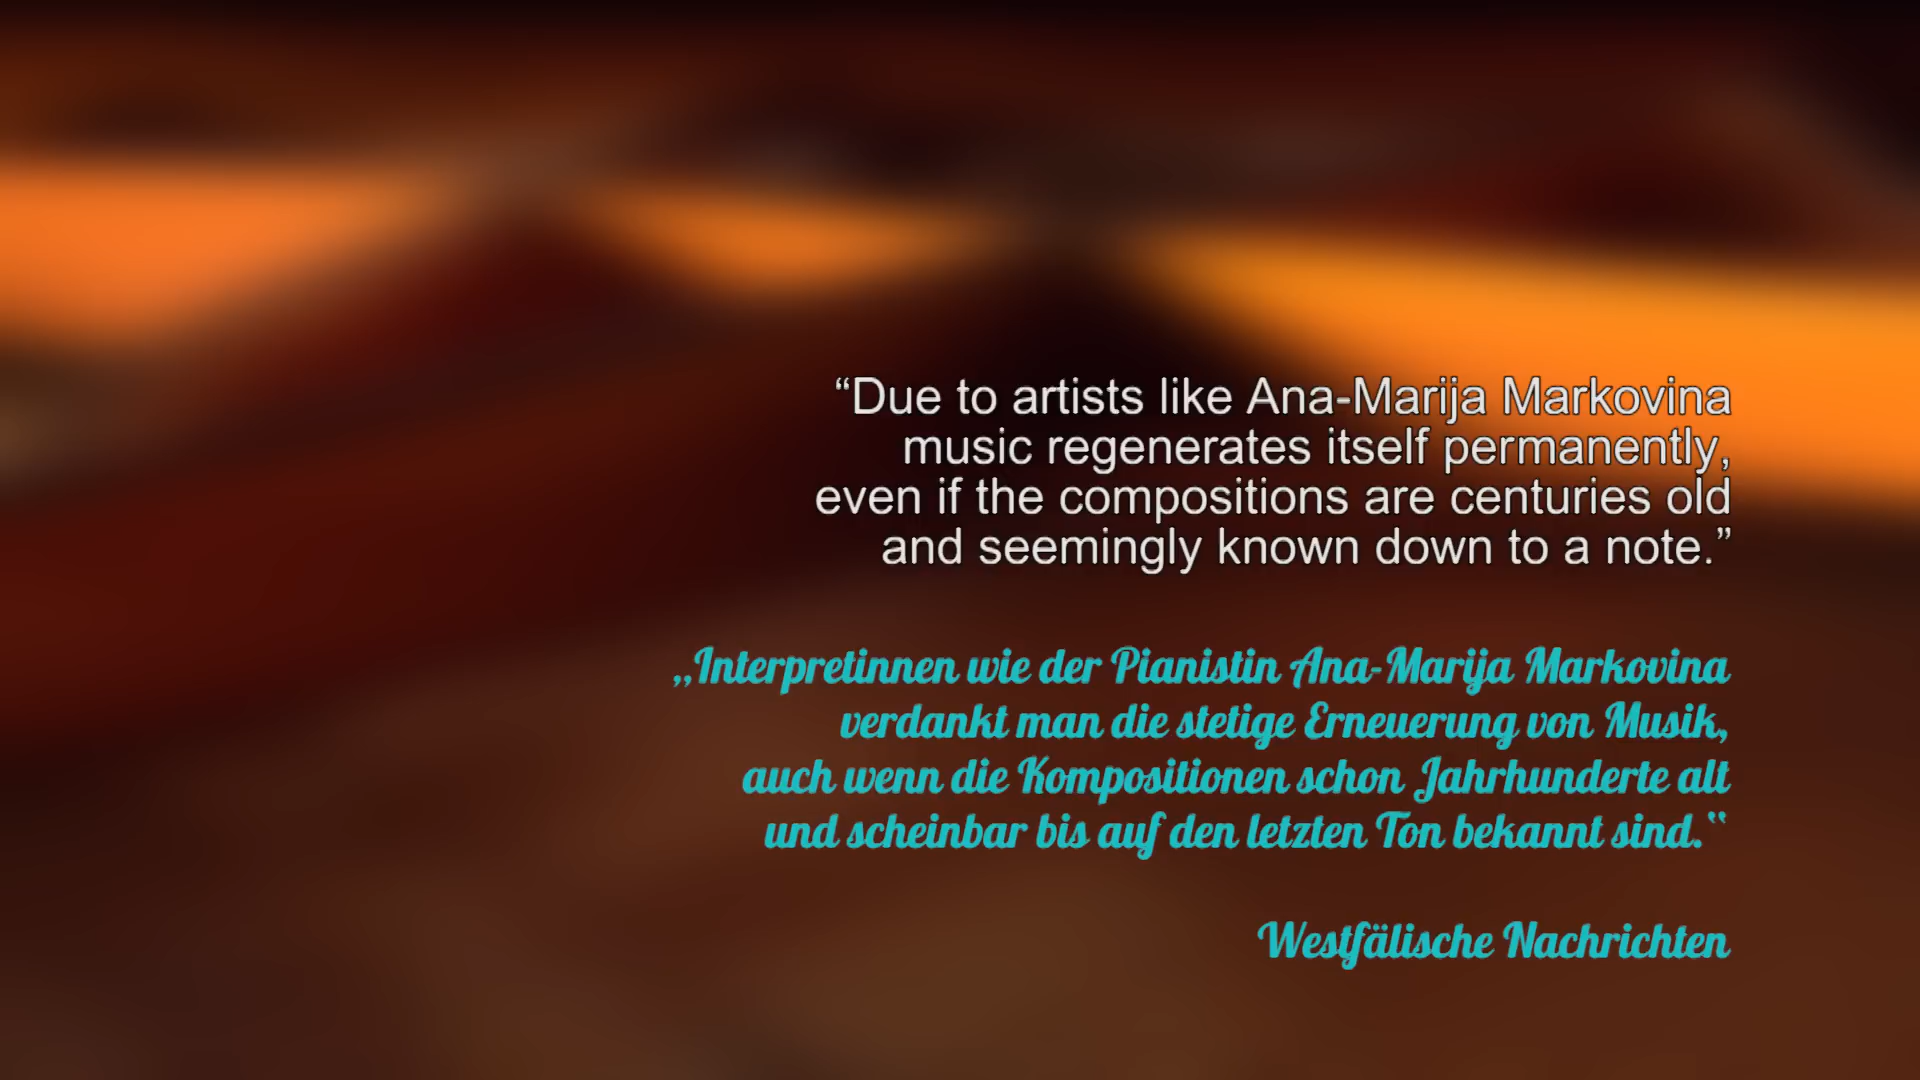 “Due to artists like Ana-Marija Markovina
music regenerates itself permanently,
even if the compositions are centuries old
and seemingly known down to a note.”
„Interpretinnen wie der Pianistin Ana-Marija Markovina
verdankt man die stetige Erneuerung von Musik,
auch wenn die Kompositionen schon Jahrhunderte alt
und scheinbar bis auf den letzten Ton bekannt sind.“
Westfälische Nachrichten